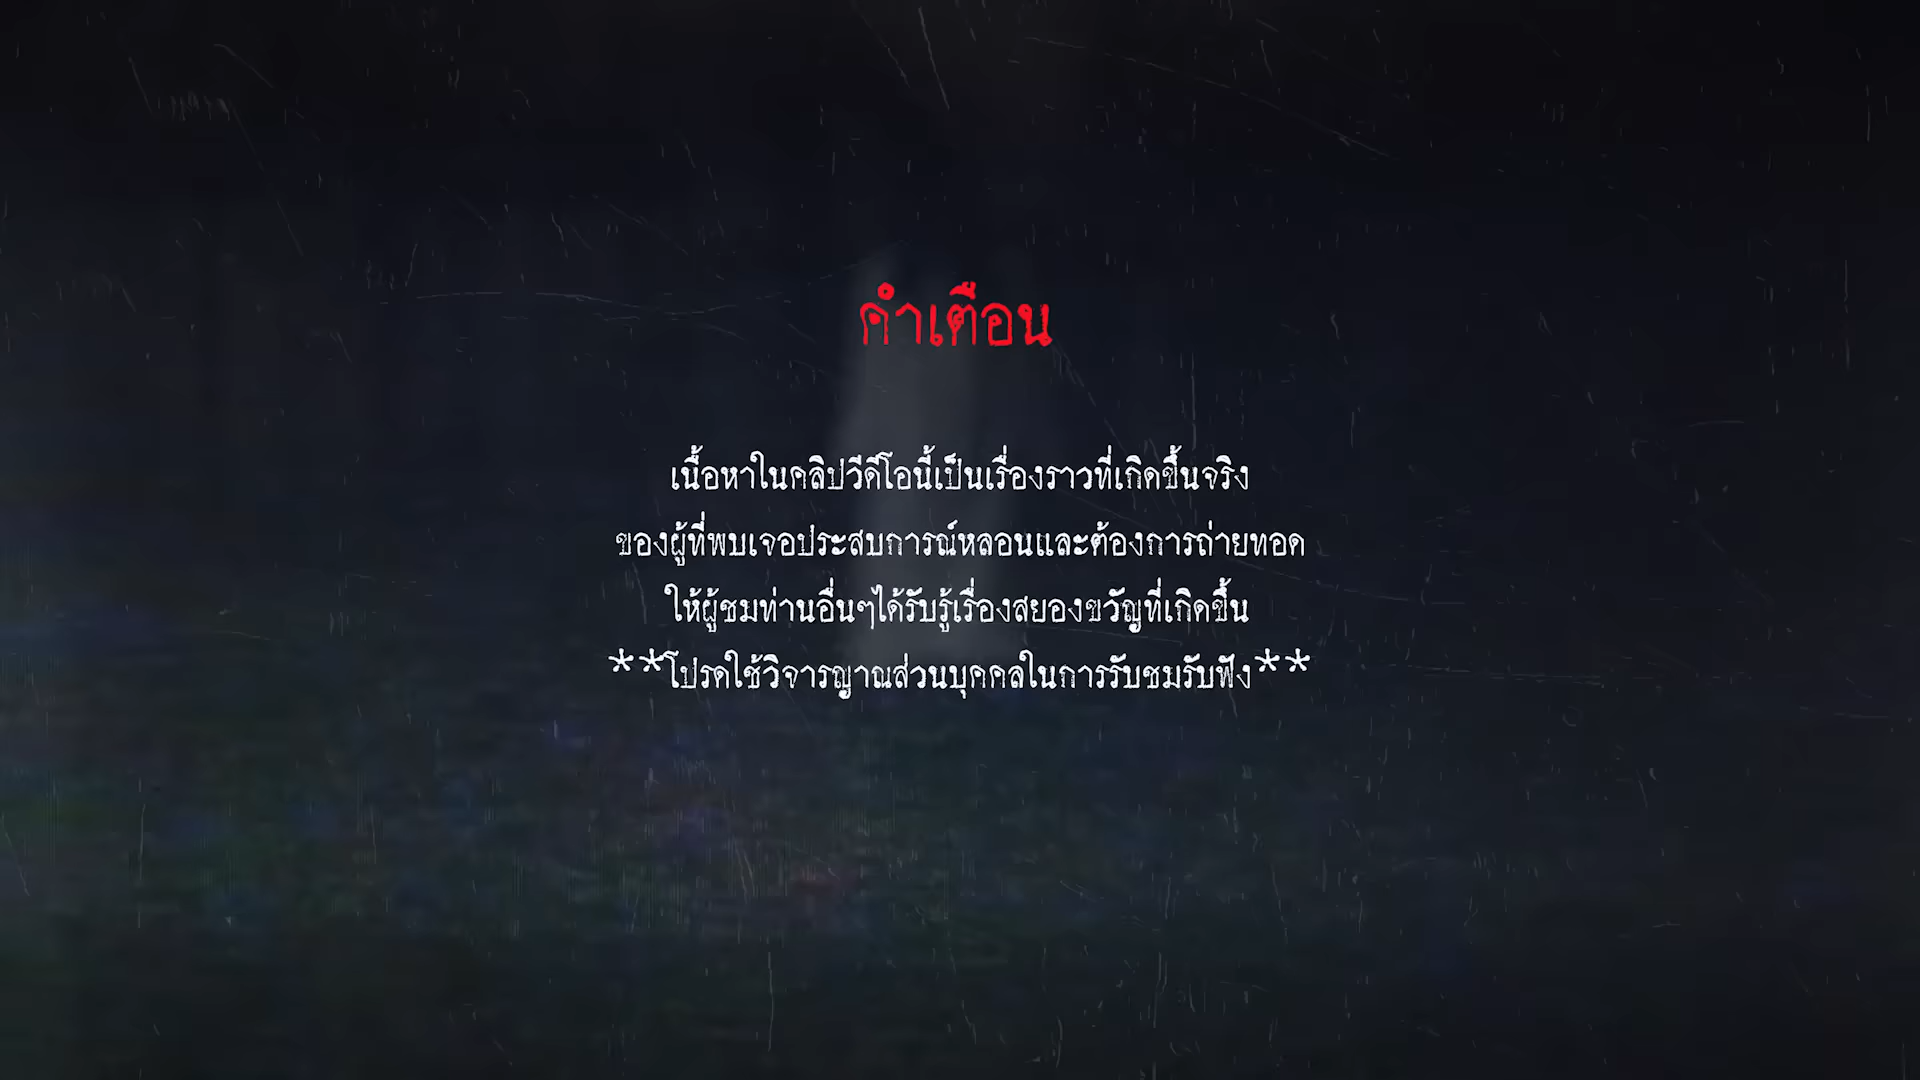 คำเตือน
เนื้อหาในคลิปวีดีโอนี้เป็นเรื่องราวที่เกิดขึ้นจริง
ของผู้ที่พบเจอประสบการณ์หลอนและต้องการถ่ายทอด
ให้ผู้ชมท่านอื่นๆได้รับรู้เรื่องสยองขวัญที่เกิดขึ้น
**โปรดใช้วิจารญาณส่วนบุคคลในการรับชมรับฟัง**